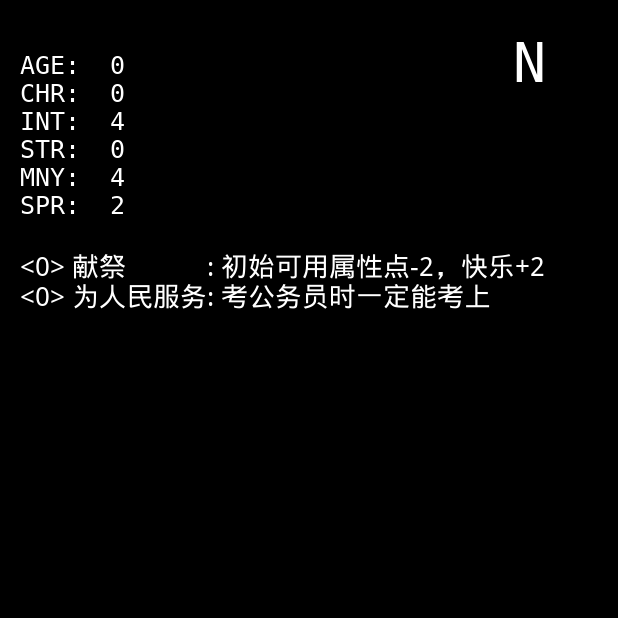 N
AGE: 0
CHR: 0
INT: 4
STR: 0
MNY: 4
SPR: 2
<O> 献祭 : 初始可用属性点-2，快乐+2
<O> 为人民服务: 考公务员时一定能考上